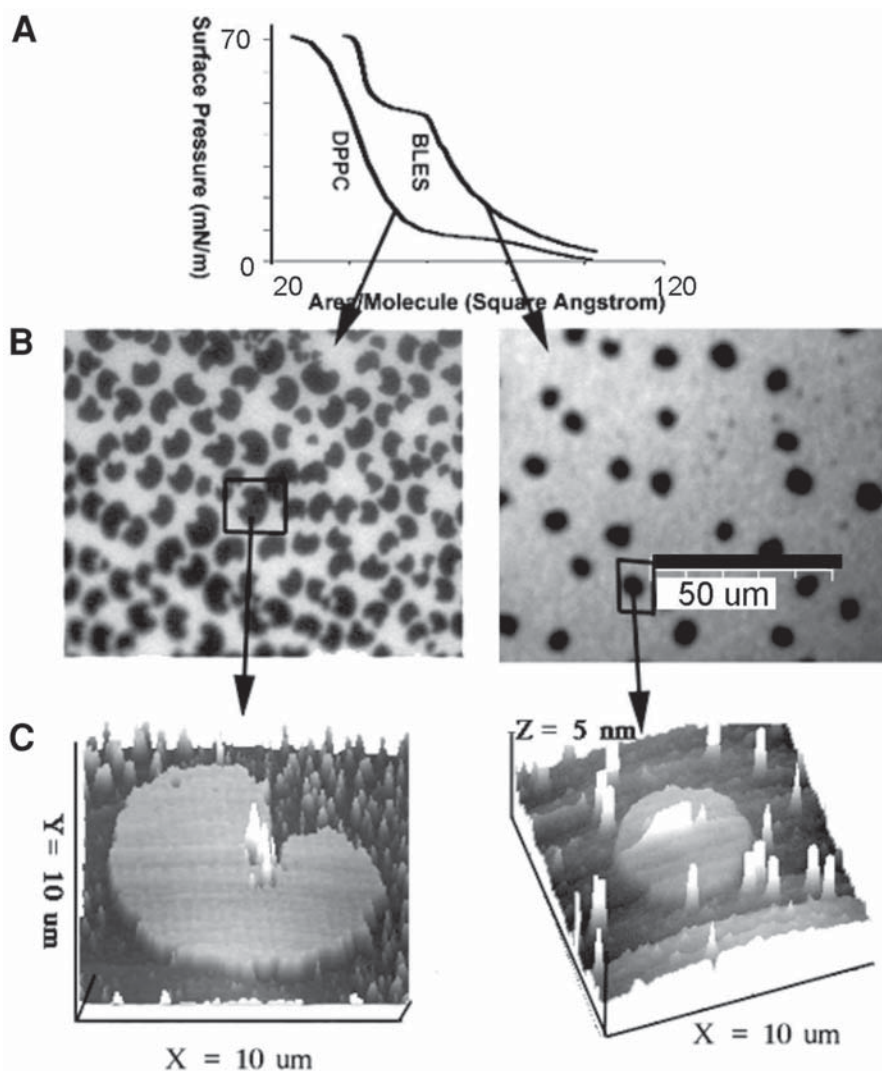 A
Surface Pressure (mN/m)
70
0
DPPC
BLES
20
120
Area/Molecule (Square Angstrom)
B
50 um
C
Y = 10 um
X = 10 um
Z = 5 nm
X = 10 um